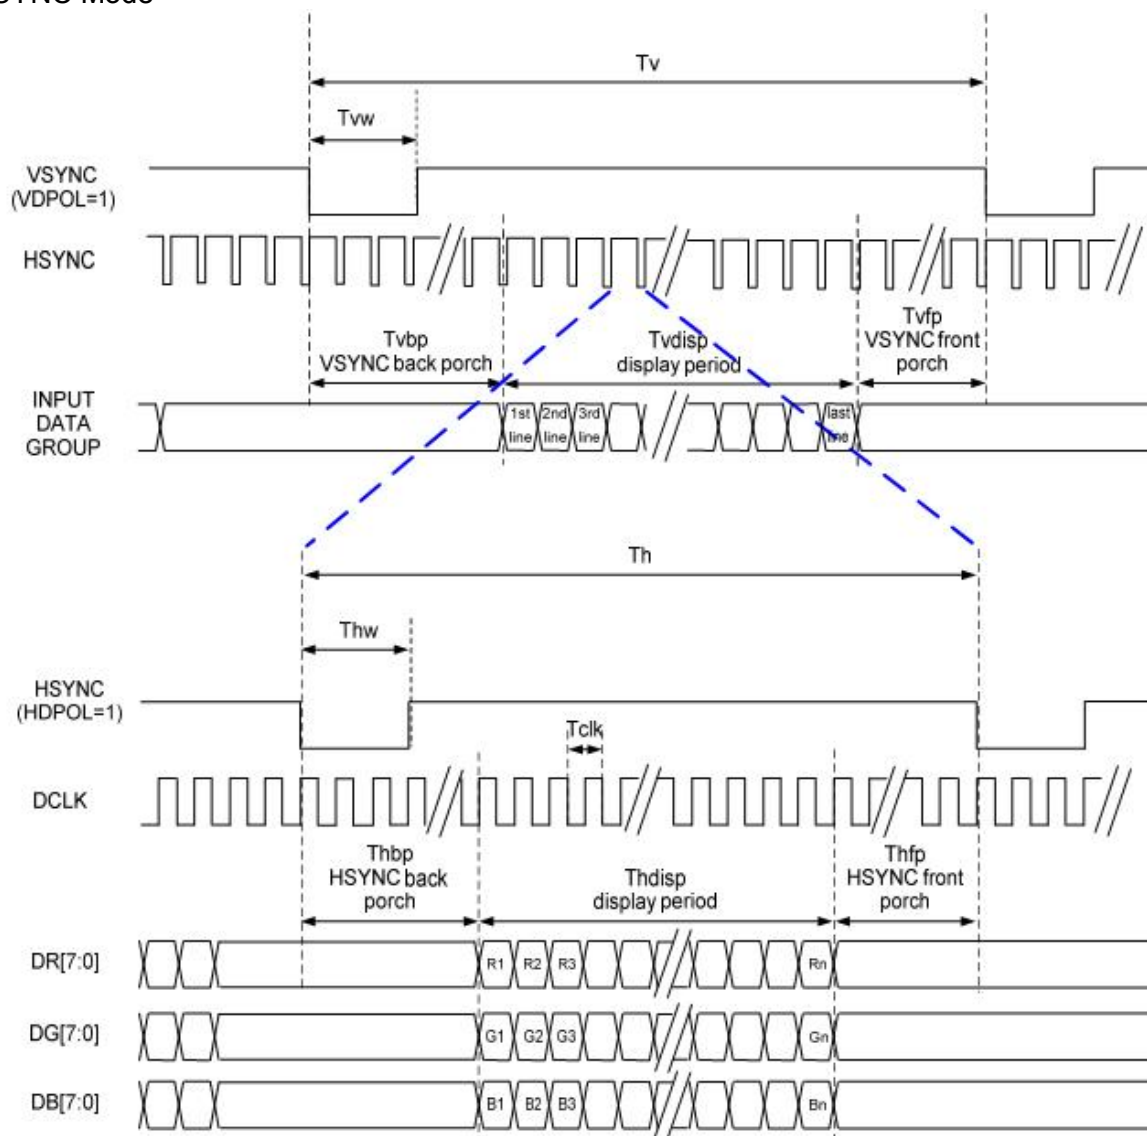 SYNC Mode
Tv
Tvw
VSYNC
(VDPOL=1)
HSYNC
Tvbp
VSYNC back porch
Tvdisp
display period
Tvfp
VSYNC front
porch
INPUT
DATA
GROUP
1st
line
2nd
line
3rd
line
last
line
Th
Thw
HSYNC
(HDPOL=1)
Tclk
DCLK
Thbp
HSYNC back
porch
Thdisp
display period
Thfp
HSYNC front
porch
DR[7:0]
R1 R2 R3 Rn
DG[7:0]
G1 G2 G3 Gn
DB[7:0]
B1 B2 B3 Bn